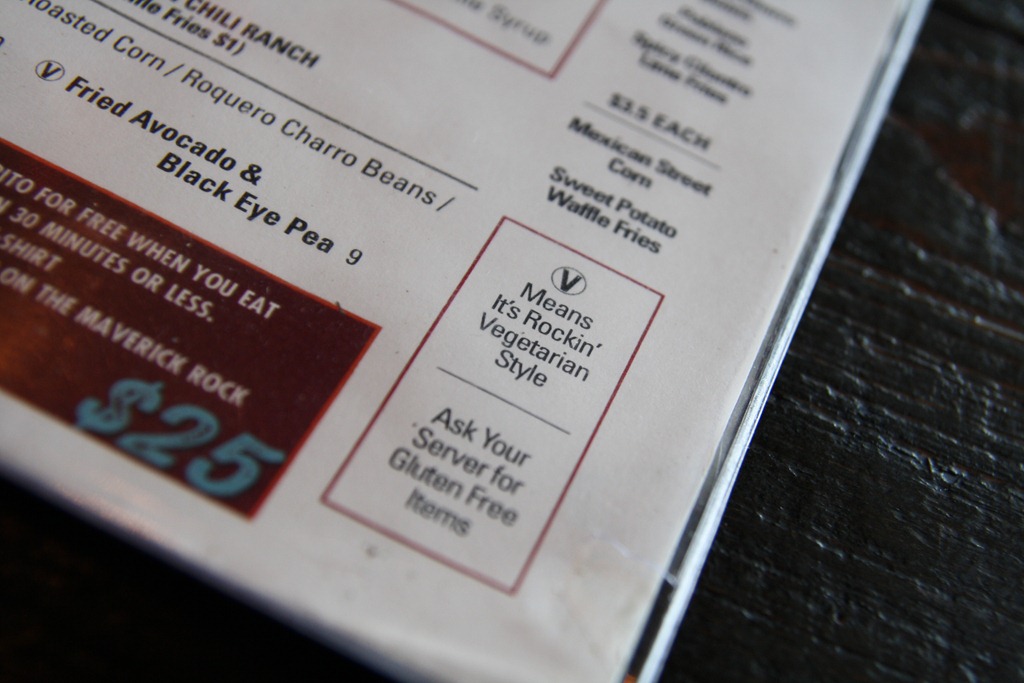 CHILI RANCH
Fries $1)
Roasted Corn / Roquero Charro Beans /
V Fried Avocado &
Black Eye Pea 9
FOR FREE WHEN YOU EAT
30 MINUTES OR LESS.
ON THE MAVERICK ROCK
$25
Syrup
$3.5 EACH
Mexican Street
Corn
Sweet Potato
Waffle Fries
V
Means
It's Rockin'
Vegetarian
Style
Ask Your
Server for
Gluten Free
Items